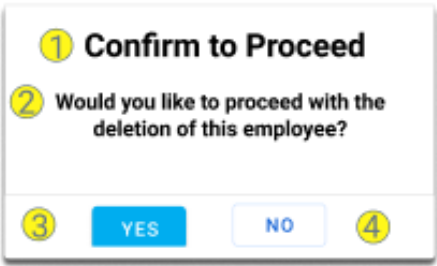 1 Confirm to Proceed
2 Would you like to proceed with the
deletion of this employee?
3 YES NO 4